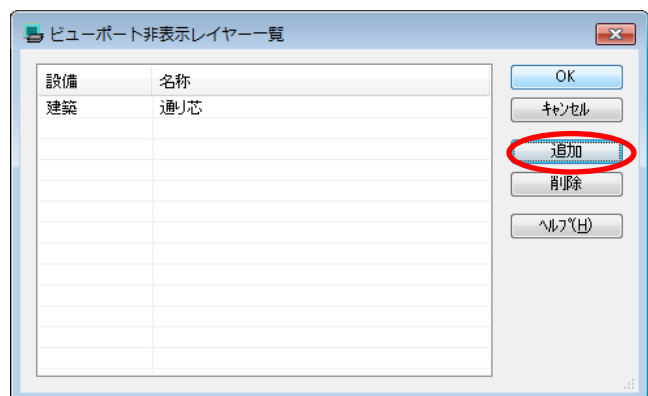 ビューポート非表示レイヤー一覧
設備 名称
建築 通り芯
OK
キャンセル
追加
削除
ヘルプ(H)